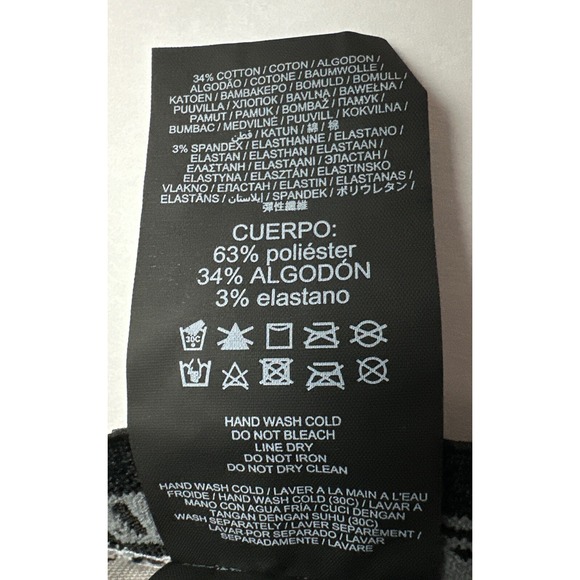 34% COTTON / COTON / ALGODON /
ALGODÃO / COTONE / BAUMWOLLE /
KATOEN / BAMBAKEPO / BOMULD / BOMULL /
PUUVILLA / ХЛОПОК / BAVLNA / BAWEŁNA /
PAMUT / PAMUK / BOMBAŽ / ПАМУК /
BUMBAC / MEDVILNĖ / PUUVILL / KOKVILNA /
قطن / KATUN / 綿 / 棉
3% SPANDEX / ELASTHANNE / ELASTANO /
ELASTAN / ELASTHAN / ELASTAAN /
ΕΛΑΣΤΑΝΗ / ELASTAANI / ЭЛАСТАН /
ELASTYNA / ELASZTÁN / ELASTINSKO
VLAKNO / ЕПАСТАН / ELASTIN / ELASTANAS /
ELASTĀNS / إيلاستان / SPANDEK / ポリウレタン /
彈性纖維
CUERPO:
63% poliéster
34% ALGODÓN
3% elastano
30C
HAND WASH COLD
DO NOT BLEACH
LINE DRY
DO NOT IRON
DO NOT DRY CLEAN
HAND WASH COLD / LAVER A LA MAIN A L'EAU
FROIDE / HAND WASH COLD (30C) / LAVAR A
MANO CON AGUA FRÍA / CUCI DENGAN
TANGAN DENGAN SUHU (30C)
WASH SEPARATELY / LAVER SEPARÉMENT /
LAVAR POR SEPARADO / LAVARE
SEPARADAMENTE / LAVARE